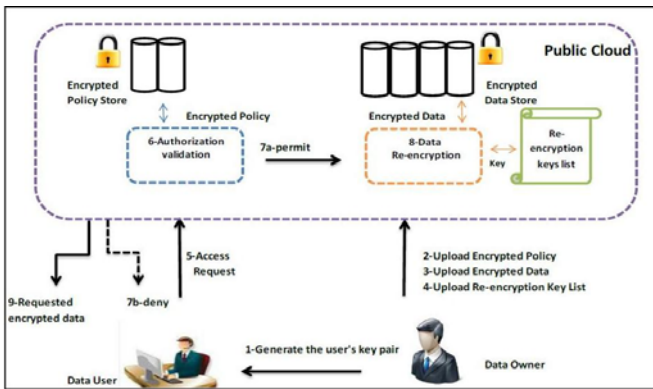 Public Cloud
Encrypted
Policy Store
Encrypted
Data Store
Encrypted Policy
Encrypted Data
6-Authorization
validation
7a-permit
8-Data
Re-encryption
Key
Re-
encryption
keys list
5-Access
Request
2-Upload Encrypted Policy
3-Upload Encrypted Data
4-Upload Re-encryption Key List
9-Requested
encrypted data
7b-deny
1-Generate the user's key pair
Data User
Data Owner